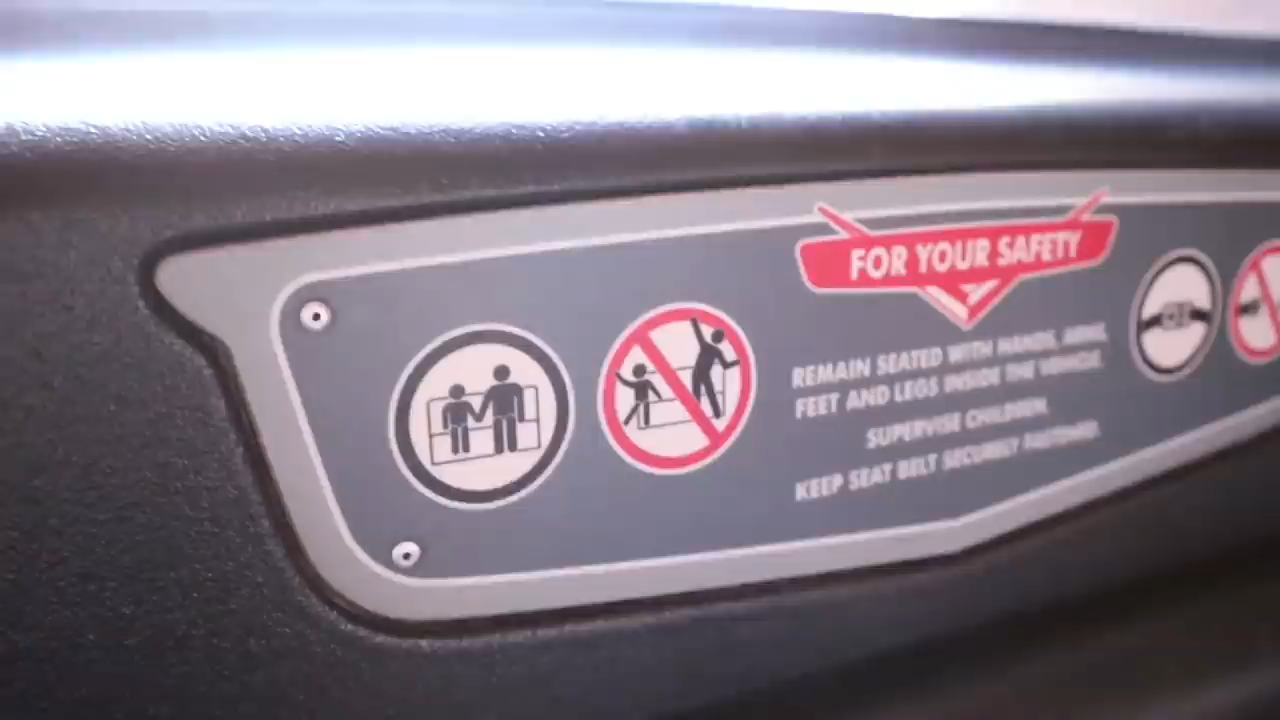 FOR YOUR SAFETY
REMAIN SEATED WITH HANDS, ARMS,
FEET AND LEGS INSIDE THE VEHICLE.
SUPERVISE CHILDREN.
KEEP SEAT BELT SECURELY FASTENED.